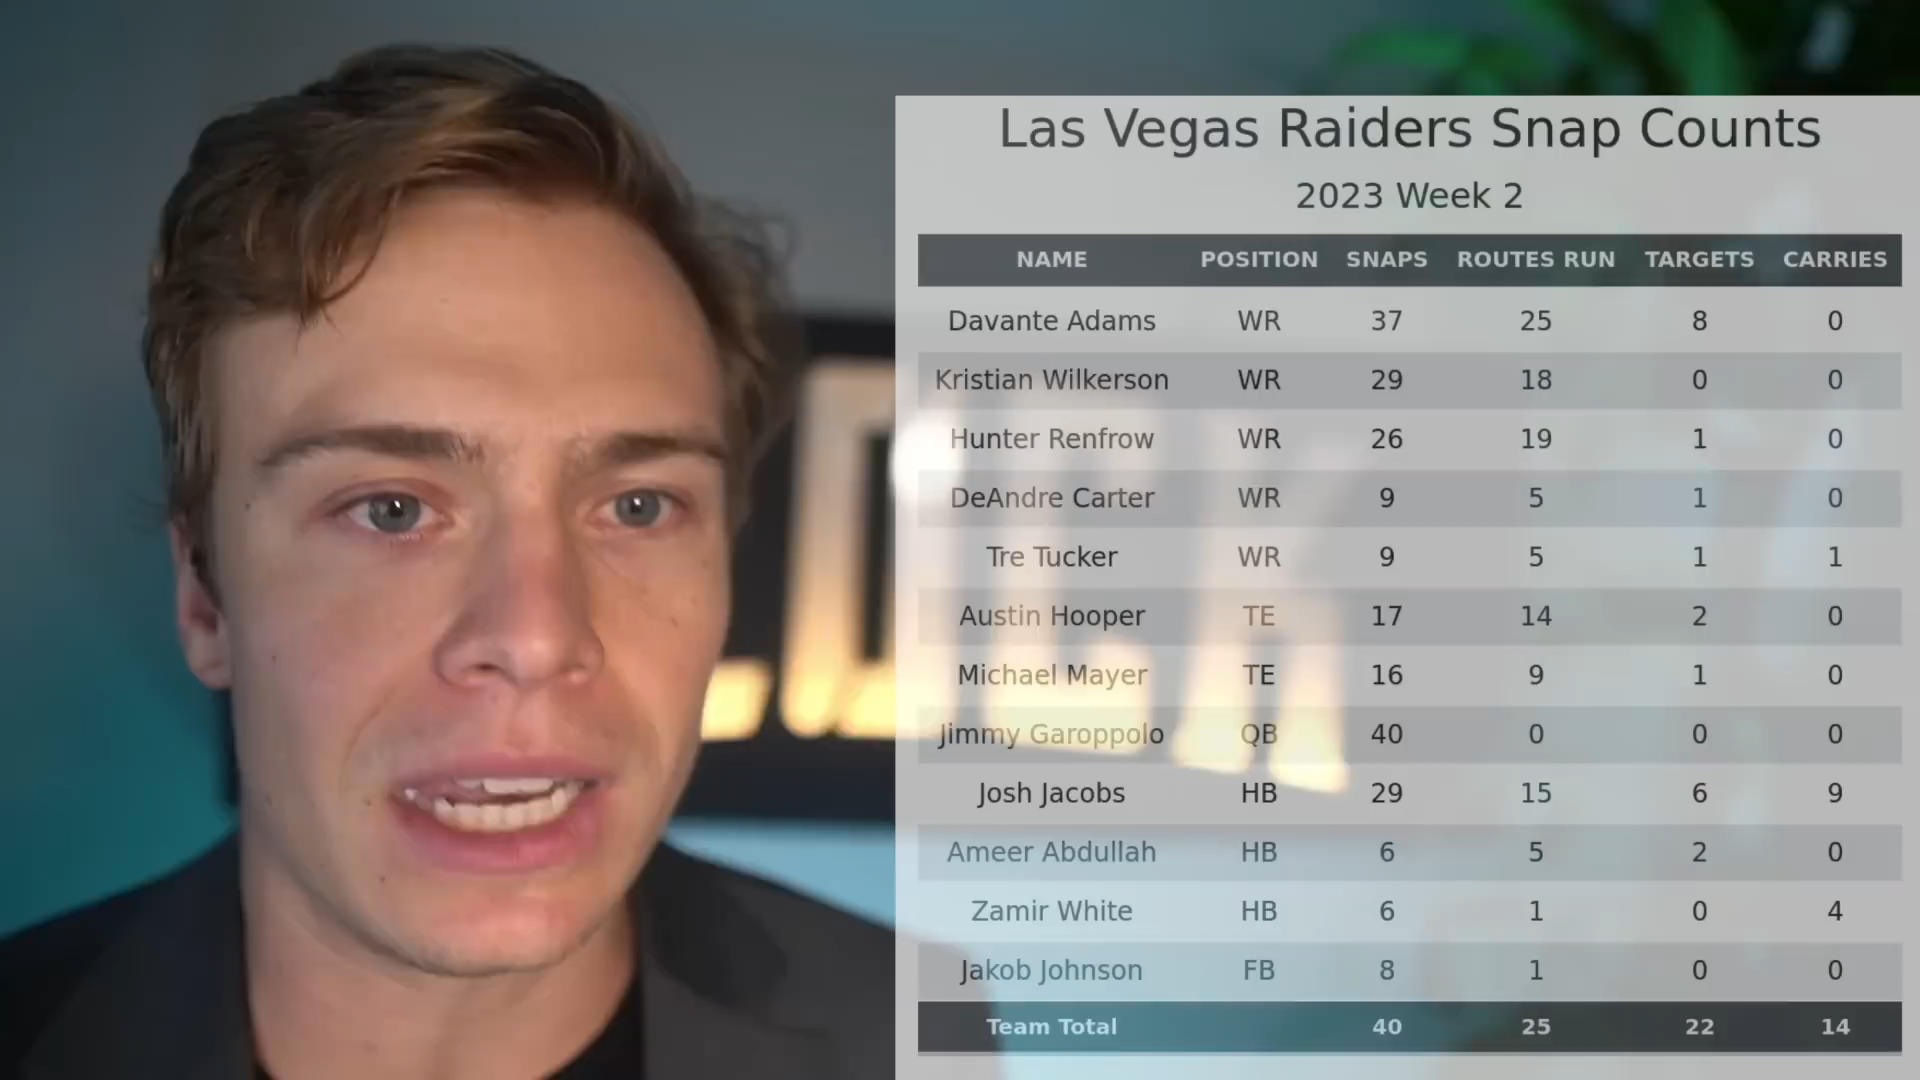 Las Vegas Raiders Snap Counts
2023 Week 2
NAME POSITION SNAPS ROUTES RUN TARGETS CARRIES
Davante Adams WR 37 25 8 0
Kristian Wilkerson WR 29 18 0 0
Hunter Renfrow WR 26 19 1 0
DeAndre Carter WR 9 5 1 0
Tre Tucker WR 9 5 1 1
Austin Hooper TE 17 14 2 0
Michael Mayer TE 16 9 1 0
Jimmy Garoppolo QB 40 0 0 0
Josh Jacobs HB 29 15 6 9
Ameer Abdullah HB 6 5 2 0
Zamir White HB 6 1 0 4
Jakob Johnson FB 8 1 0 0
Team Total 40 25 22 14